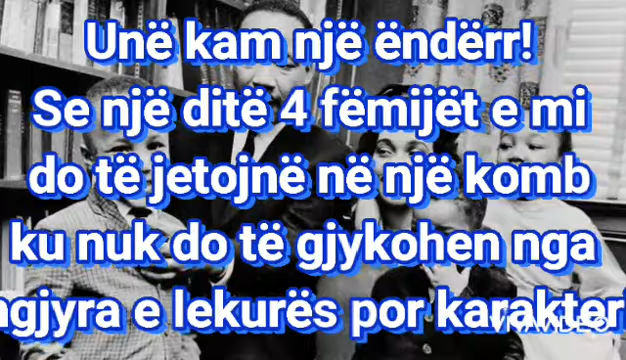 Unë kam një ëndërr!
Se një ditë 4 fëmijët e mi
do të jetojnë në një komb
ku nuk do të gjykohen nga
ngjyra e lekurës por karakteri
VIVAVIDEO